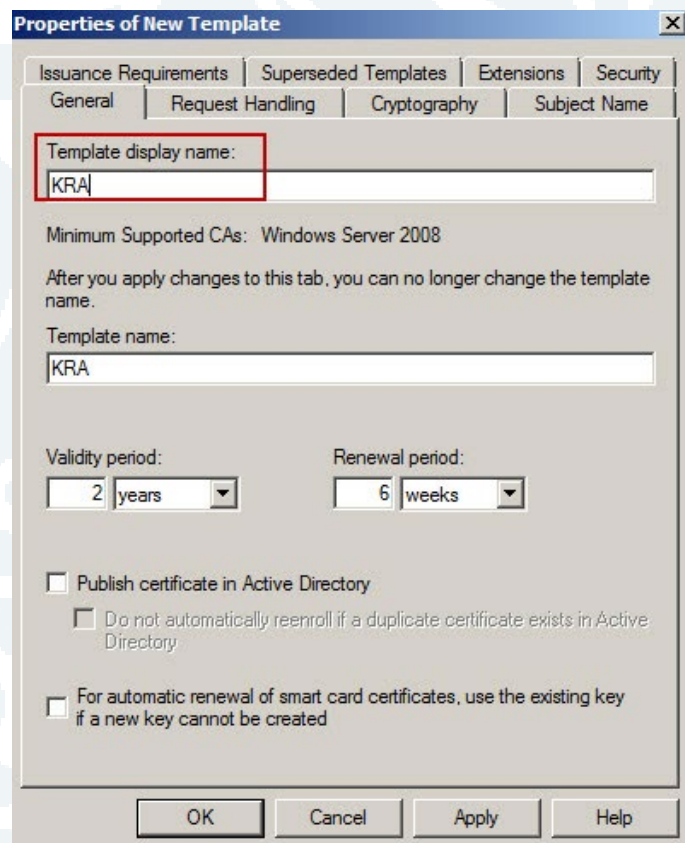 Properties of New Template
Issuance Requirements Superseded Templates Extensions Security
General Request Handling Cryptography Subject Name
Template display name:
KRA
Minimum Supported CAs: Windows Server 2008
After you apply changes to this tab, you can no longer change the template
name.
Template name:
KRA
Validity period: Renewal period:
2 years 6 weeks
Publish certificate in Active Directory
Do not automatically reenroll if a duplicate certificate exists in Active
Directory
For automatic renewal of smart card certificates, use the existing key
if a new key cannot be created
OK Cancel Apply Help